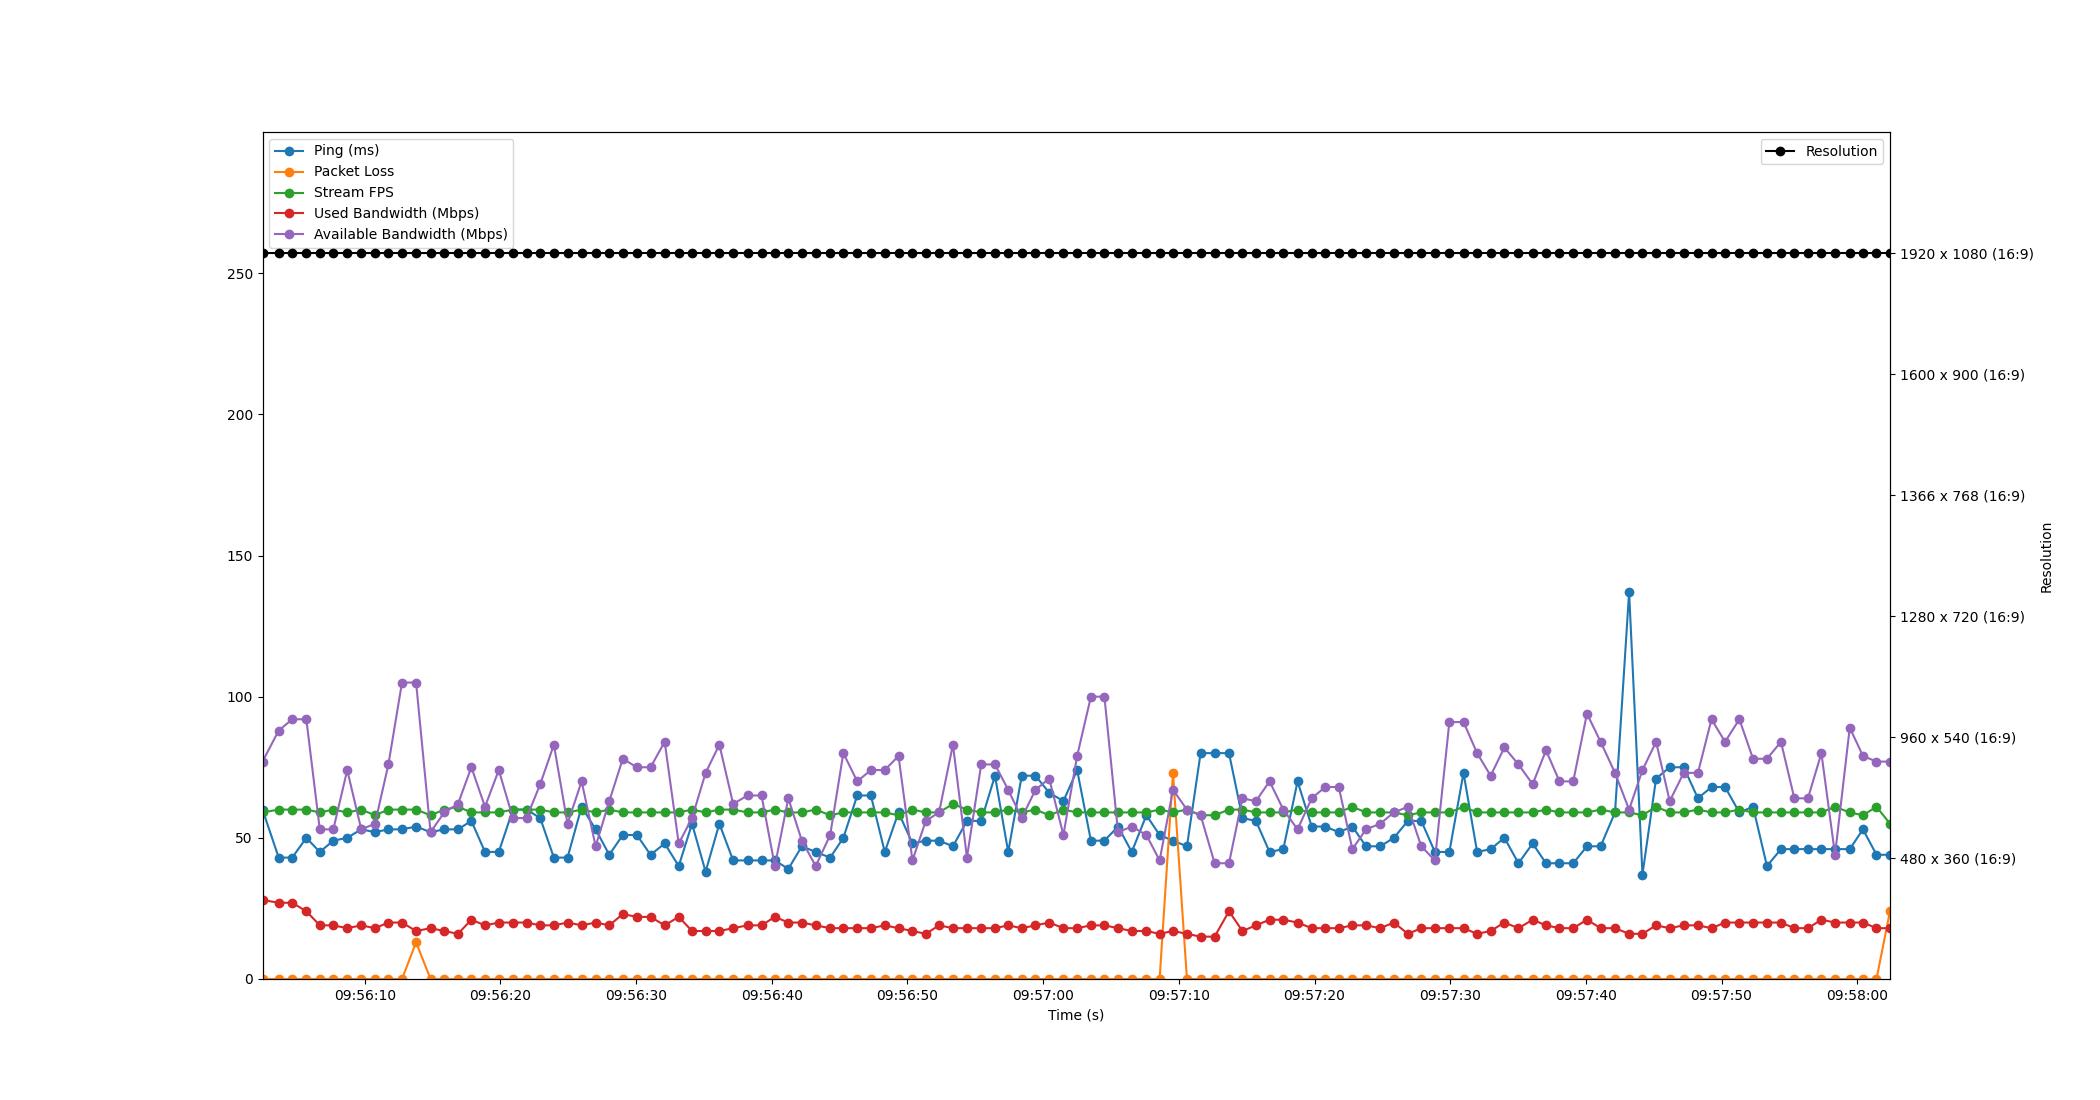 Ping (ms)
Packet Loss
Stream FPS
Used Bandwidth (Mbps)
Available Bandwidth (Mbps)
Resolution
250
200
150
100
50
0
1920 x 1080 (16:9)
1600 x 900 (16:9)
1366 x 768 (16:9)
1280 x 720 (16:9)
960 x 540 (16:9)
480 x 360 (16:9)
Resolution
09:56:10 09:56:20 09:56:30 09:56:40 09:56:50 09:57:00 09:57:10 09:57:20 09:57:30 09:57:40 09:57:50 09:58:00
Time (s)